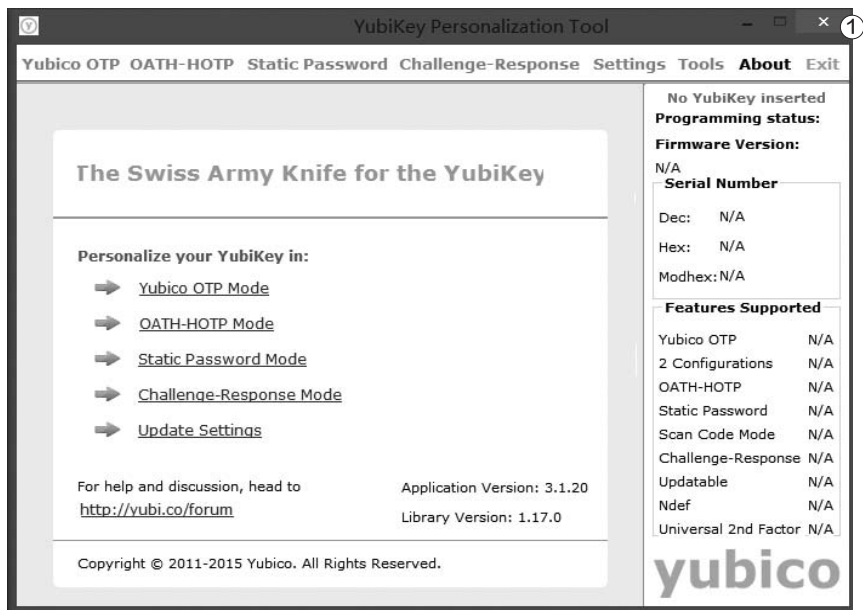 YubiKey Personalization Tool
①
Yubico OTP OATH-HOTP Static Password Challenge-Response Settings Tools About Exit
The Swiss Army Knife for the YubiKey
Personalize your YubiKey in:
Yubico OTP Mode
OATH-HOTP Mode
Static Password Mode
Challenge-Response Mode
Update Settings
For help and discussion, head to
http://yubi.co/forum
Application Version: 3.1.20
Library Version: 1.17.0
Copyright © 2011-2015 Yubico. All Rights Reserved.
No YubiKey inserted
Programming status:
Firmware Version:
N/A
Serial Number
Dec: N/A
Hex: N/A
Modhex: N/A
Features Supported
Yubico OTP N/A
2 Configurations N/A
OATH-HOTP N/A
Static Password N/A
Scan Code Mode N/A
Challenge-Response N/A
Updatable N/A
Ndef N/A
Universal 2nd Factor N/A
yubico